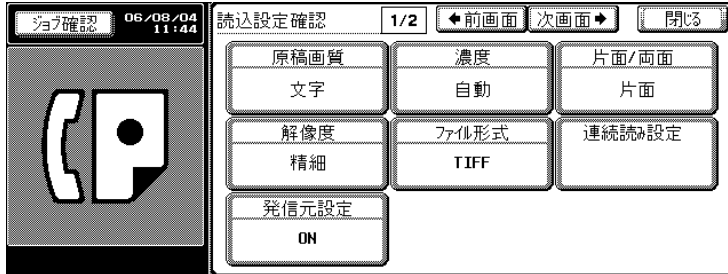 ジョブ確認
06/08/04
11:44
読込設定確認 1/2 前画面 次画面 閉じる
原稿画質 濃度 片面/両面
文字 自動 片面
解像度 ファイル形式 連続読み設定
精細 TIFF
発信元設定
ON